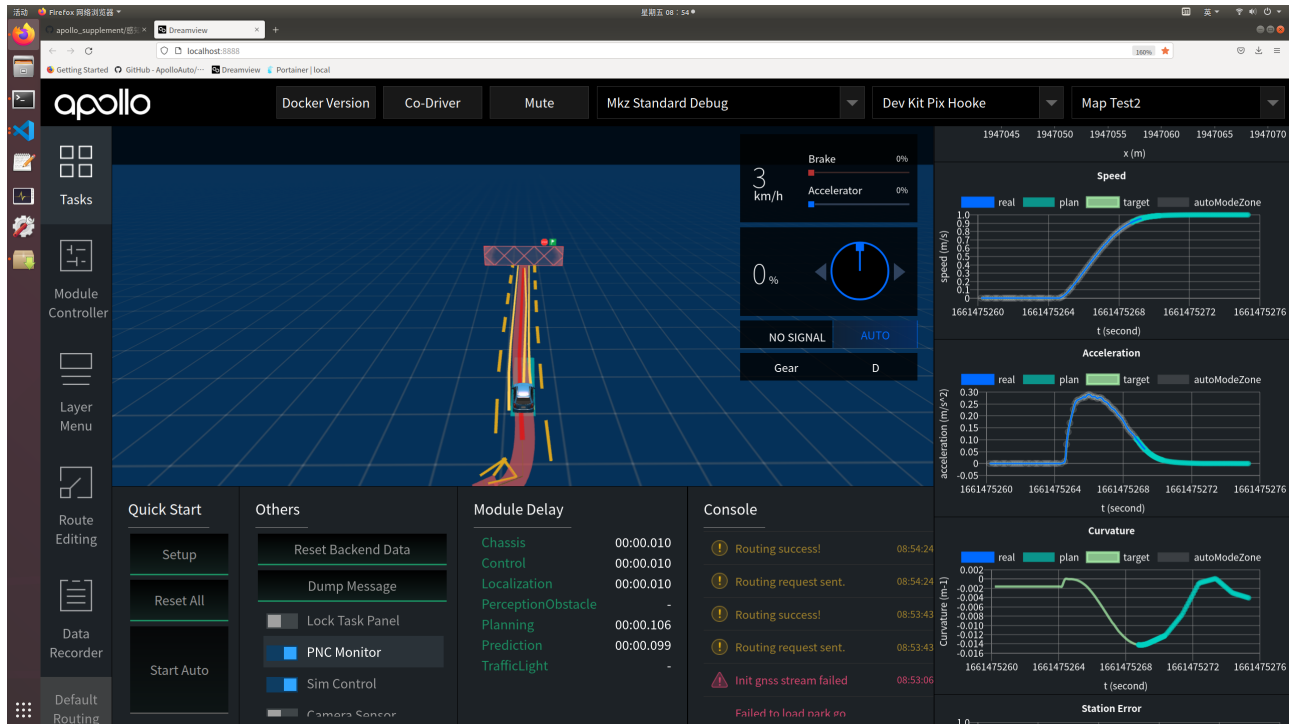 活动 Firefox 网络浏览器 星期五 08：54 英
apollo_supplement/感 Dreamview
localhost:8888 160%
Getting Started GitHub - ApolloAuto/… Dreamview Portainer | local
apollo Docker Version Co-Driver Mute Mkz Standard Debug Dev Kit Pix Hooke Map Test2
Tasks
Module
Controller
Layer
Menu
Route
Editing
Data
Recorder
Default
Routing
3
km/h
Brake 0%
Accelerator 0%
0 %
NO SIGNAL AUTO
Gear D
Quick Start
Setup
Reset All
Start Auto
Others
Reset Backend Data
Dump Message
Lock Task Panel
PNC Monitor
Sim Control
Camera Sensor
Module Delay
Chassis 00:00.010
Control 00:00.010
Localization 00:00.010
PerceptionObstacle -
Planning 00:00.106
Prediction 00:00.099
TrafficLight -
Console
Routing success! 08:54:24
Routing request sent. 08:54:24
Routing success! 08:53:43
Routing request sent. 08:53:43
Init gnss stream failed 08:53:06
Failed to load park go
1947045 1947050 1947055 1947060 1947065 1947070
x (m)
Speed
real plan target autoModeZone
speed (m/s)
1.0
0.9
0.8
0.7
0.6
0.5
0.4
0.3
0.2
0.1
0
1661475260 1661475264 1661475268 1661475272 1661475276
t (second)
Acceleration
real plan target autoModeZone
acceleration (m/s^2)
0.30
0.25
0.20
0.15
0.10
0.05
0
-0.05
1661475260 1661475264 1661475268 1661475272 1661475276
t (second)
Curvature
real plan target autoModeZone
Curvature (m-1)
0.002
0
-0.002
-0.004
-0.006
-0.008
-0.010
-0.012
-0.014
-0.016
1661475260 1661475264 1661475268 1661475272 1661475276
t (second)
Station Error
1.0